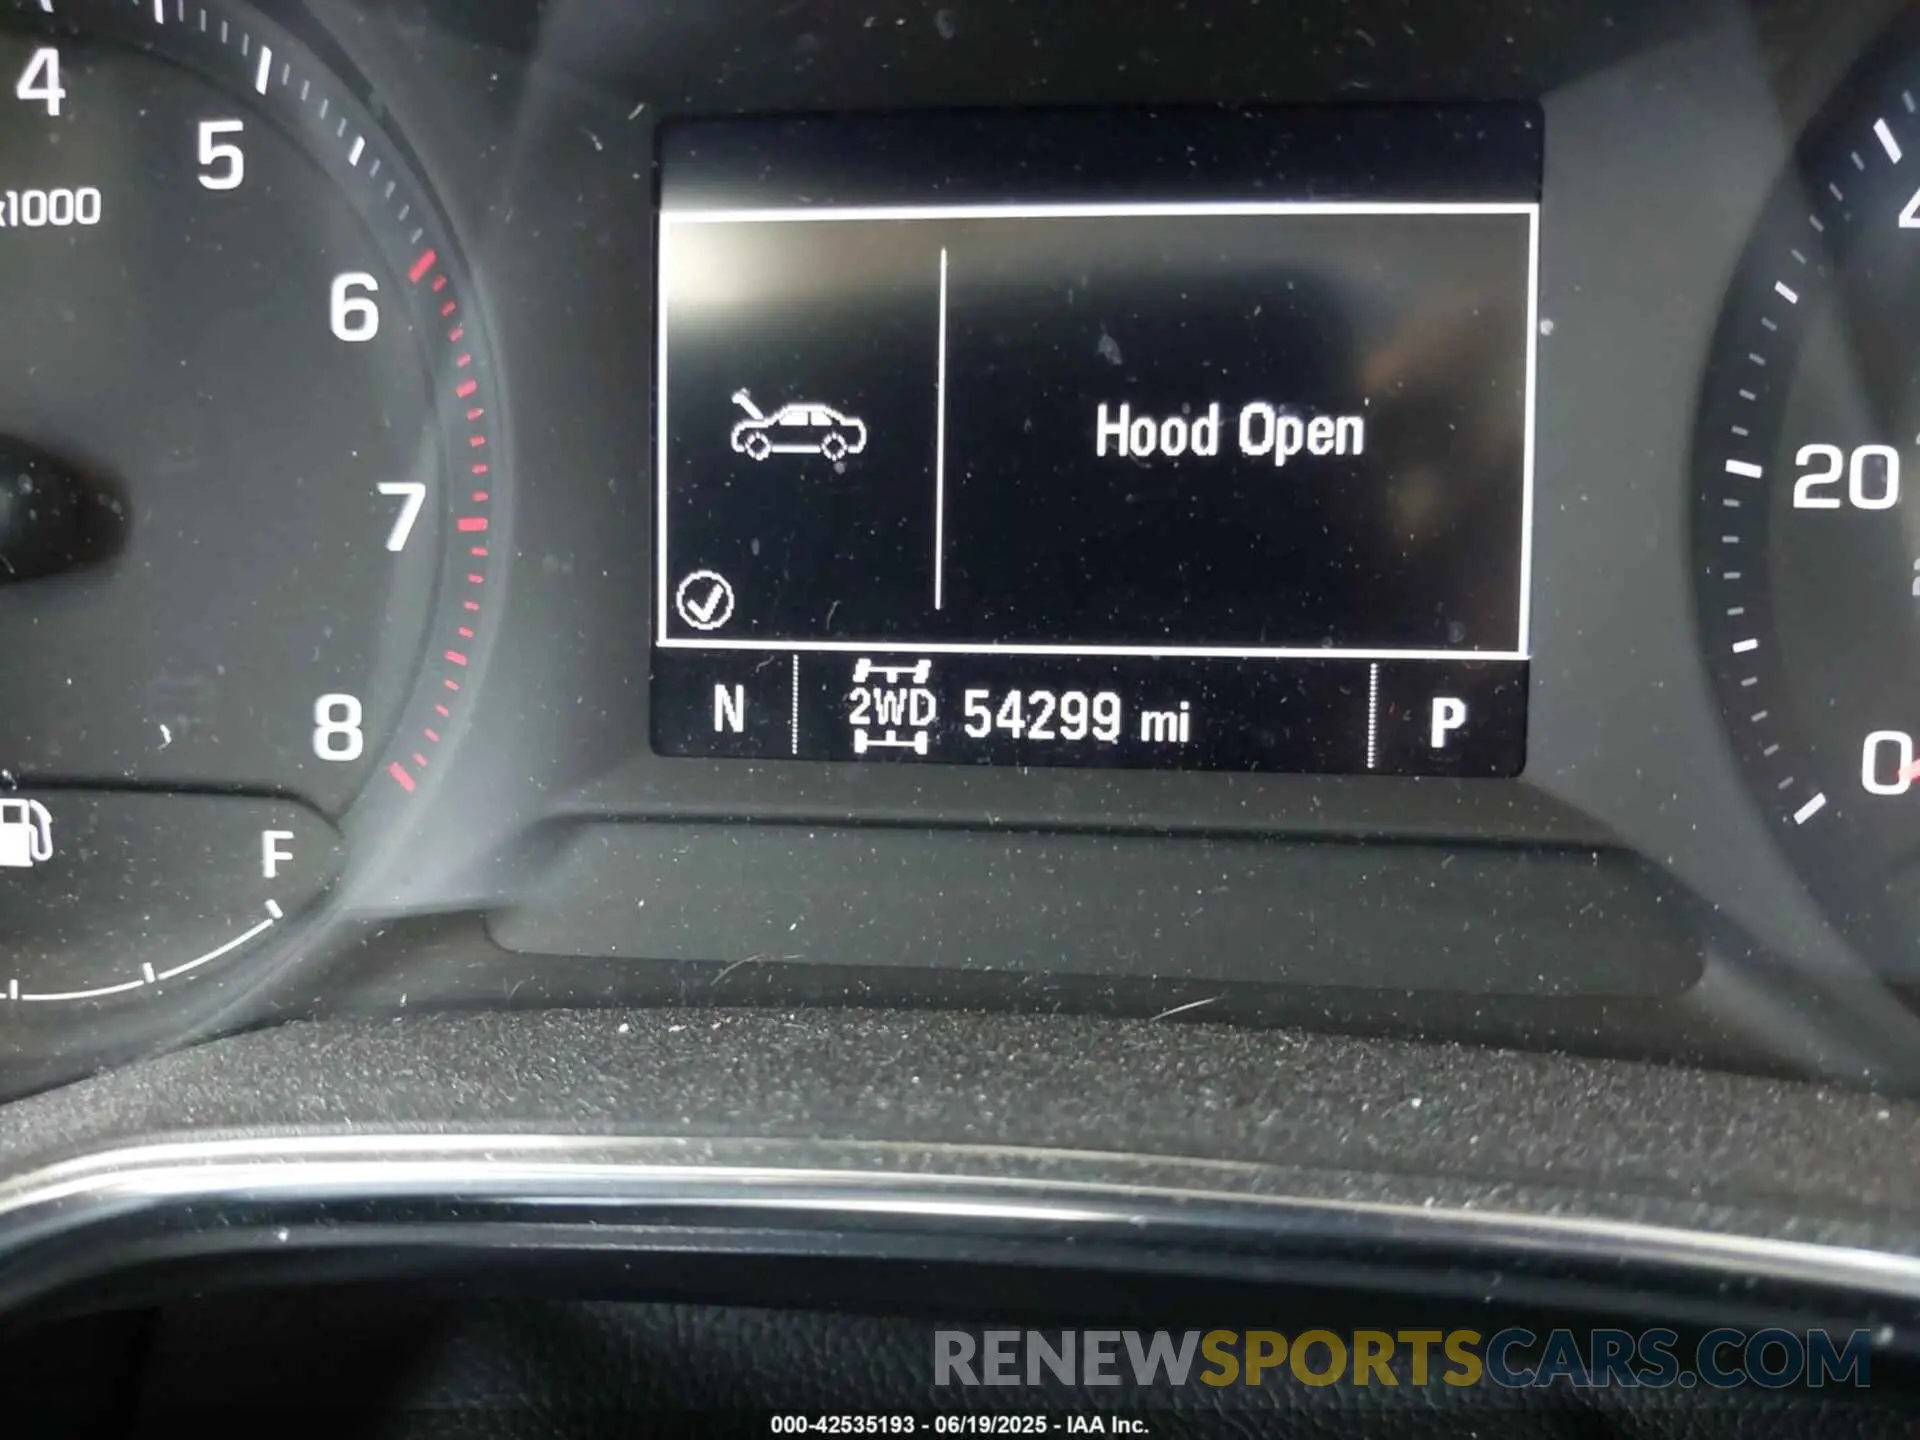 4
5
x1000
6
7
8
F
Hood Open
N
2WD
54299 mi
P
20
0
RENEWSPORTSCARS.COM
000-42535193 - 06/19/2025 - IAA Inc.